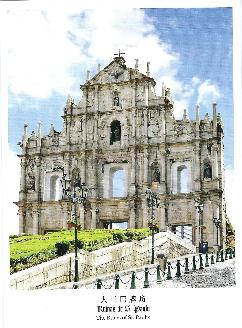 大三巴牌坊
Ruínas de S. Paulo
The Ruins of St. Paul's